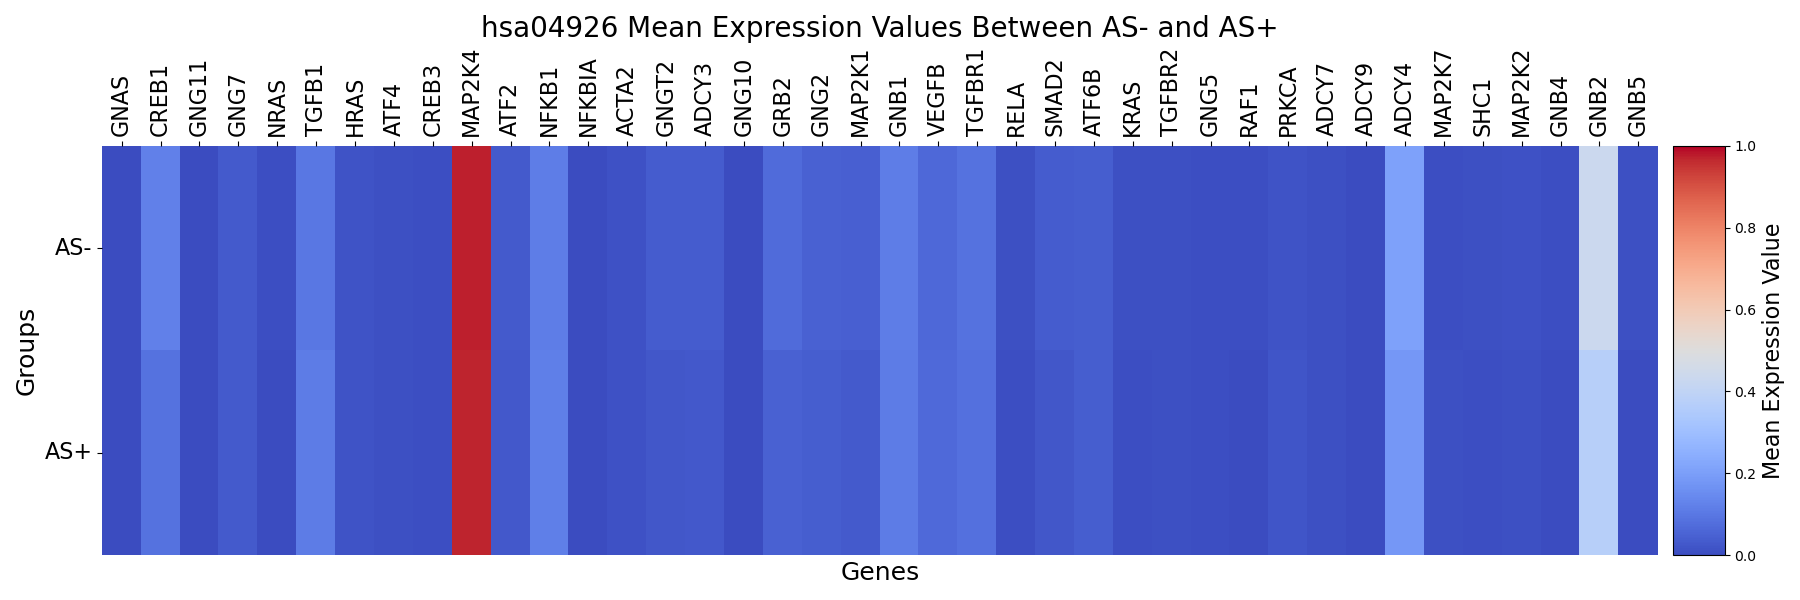 hsa04926 Mean Expression Values Between AS- and AS+
GNAS
CREB1
GNG11
GNG7
NRAS
TGFB1
HRAS
ATF4
CREB3
MAP2K4
ATF2
NFKB1
NFKBIA
ACTA2
GNGT2
ADCY3
GNG10
GRB2
GNG2
MAP2K1
GNB1
VEGFB
TGFBR1
RELA
SMAD2
ATF6B
KRAS
TGFBR2
GNG5
RAF1
PRKCA
ADCY7
ADCY9
ADCY4
MAP2K7
SHC1
MAP2K2
GNB4
GNB2
GNB5
Groups
AS-
AS+
Genes
1.0
0.8
0.6
0.4
0.2
0.0
Mean Expression Value